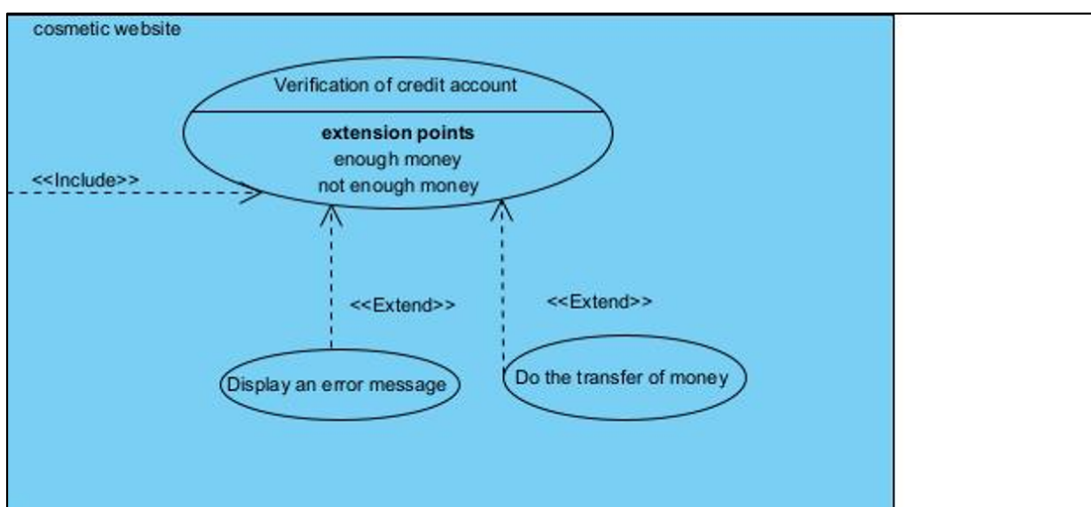 cosmetic website
Verification of credit account
extension points
enough money
not enough money
<<Include>>
<<Extend>>
<<Extend>>
Display an error message
Do the transfer of money